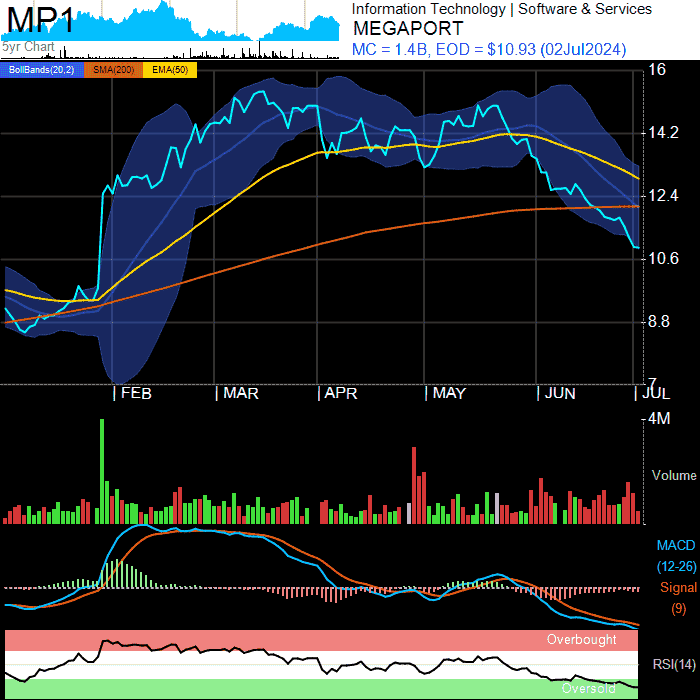 MP1
5yr Chart
Information Technology | Software & Services
MEGAPORT
MC = 1.4B, EOD = $10.93 (02Jul2024)
BollBands(20,2) SMA(200) EMA(50)
16
14.2
12.4
10.6
8.8
7
FEB MAR APR MAY JUN JUL
4M
Volume
MACD
(12-26)
Signal
(9)
Overbought
RSI(14)
Oversold